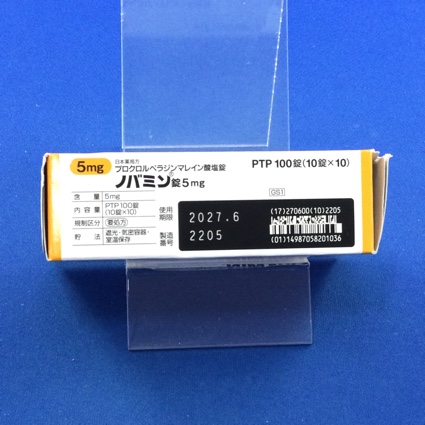 5mg
日本薬局方
プロクロルペラジンマレイン酸塩錠
PTP 100錠(10錠×10)
ノバミン®錠5mg
GS1
含量 5mg
内容量 PTP100錠
(10錠×10)
規制区分 要処方
貯法 遮光・気密容器・
室温保存
使用
期限 2027.6
製造
番号 2205
(17)270600(10)2205
(01)14987058201036